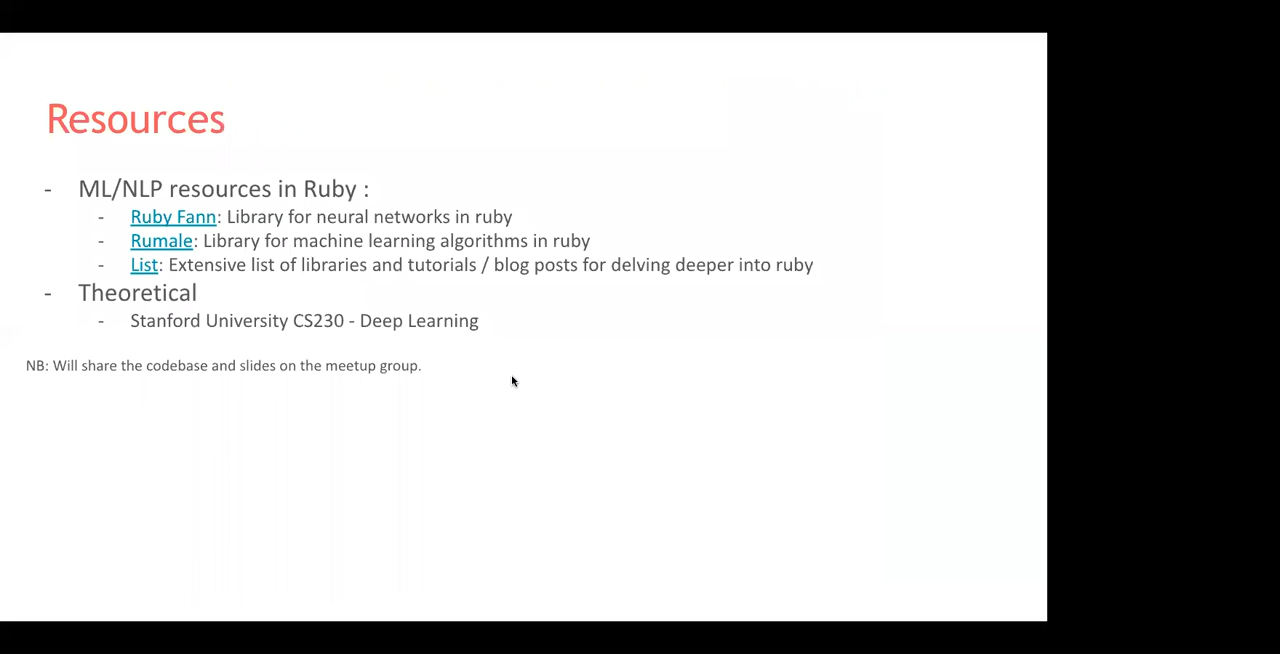 Resources
- ML/NLP resources in Ruby :
- Ruby Fann: Library for neural networks in ruby
- Rumale: Library for machine learning algorithms in ruby
- List: Extensive list of libraries and tutorials / blog posts for delving deeper into ruby
- Theoretical
- Stanford University CS230 - Deep Learning
NB: Will share the codebase and slides on the meetup group.